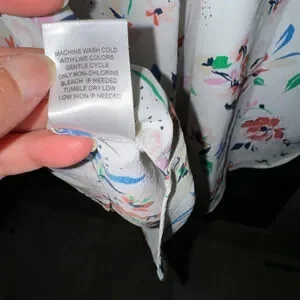 MACHINE WASH COLD
WITH LIKE COLORS
GENTLE CYCLE
ONLY NON-CHLORINE
BLEACH IF NEEDED
TUMBLE DRY LOW
LOW IRON IF NEEDED